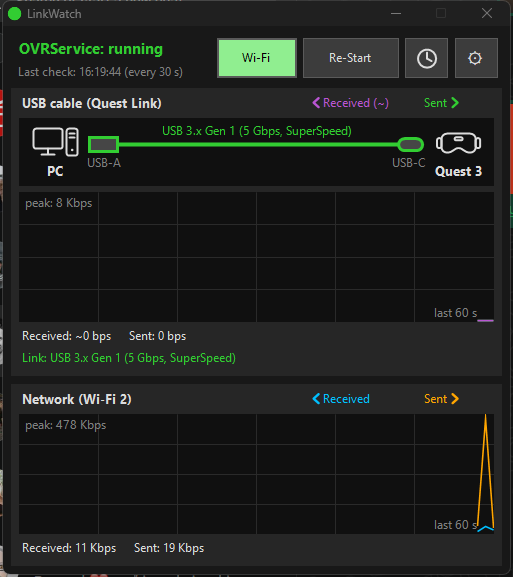 LinkWatch
OVRService: running
Last check: 16:19:44 (every 30 s)
Wi-Fi
Re-Start
USB cable (Quest Link)
Received (~)
Sent
USB 3.x Gen 1 (5 Gbps, SuperSpeed)
PC
USB-A
USB-C
Quest 3
peak: 8 Kbps
last 60 s
Received: ~0 bps Sent: 0 bps
Link: USB 3.x Gen 1 (5 Gbps, SuperSpeed)
Network (Wi-Fi 2)
Received
Sent
peak: 478 Kbps
last 60 s
Received: 11 Kbps Sent: 19 Kbps